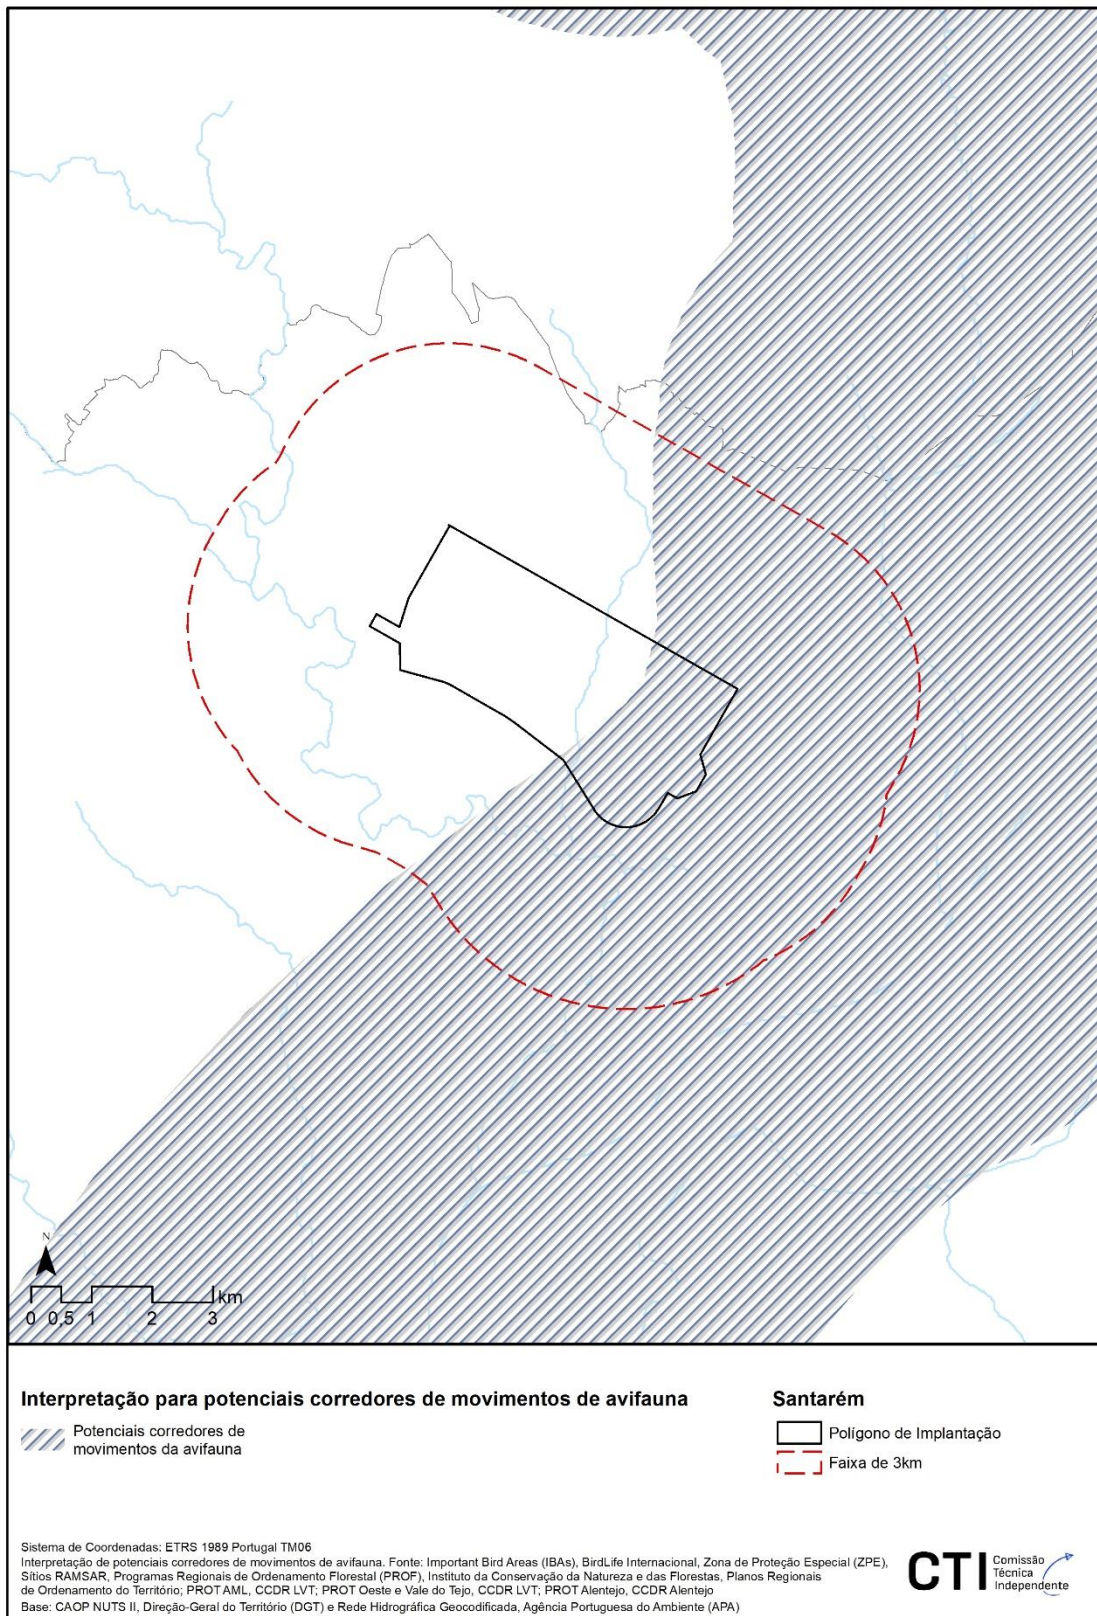 N
km
0 0,5 1 2 3
Interpretação para potenciais corredores de movimentos de avifauna
Potenciais corredores de
movimentos da avifauna
Santarém
Polígono de Implantação
Faixa de 3km
Sistema de Coordenadas: ETRS 1989 Portugal TM06
Interpretação de potenciais corredores de movimentos de avifauna. Fonte: Important Bird Areas (IBAs), BirdLife Internacional, Zona de Proteção Especial (ZPE),
Sítios RAMSAR, Programas Regionais de Ordenamento Florestal (PROF), Instituto da Conservação da Natureza e das Florestas, Planos Regionais
de Ordenamento do Território; PROT AML, CCDR LVT; PROT Oeste e Vale do Tejo, CCDR LVT; PROT Alentejo, CCDR Alentejo
Base: CAOP NUTS II, Direção-Geral do Território (DGT) e Rede Hidrográfica Geocodificada, Agência Portuguesa do Ambiente (APA)
CTI
Comissão
Técnica
Independente